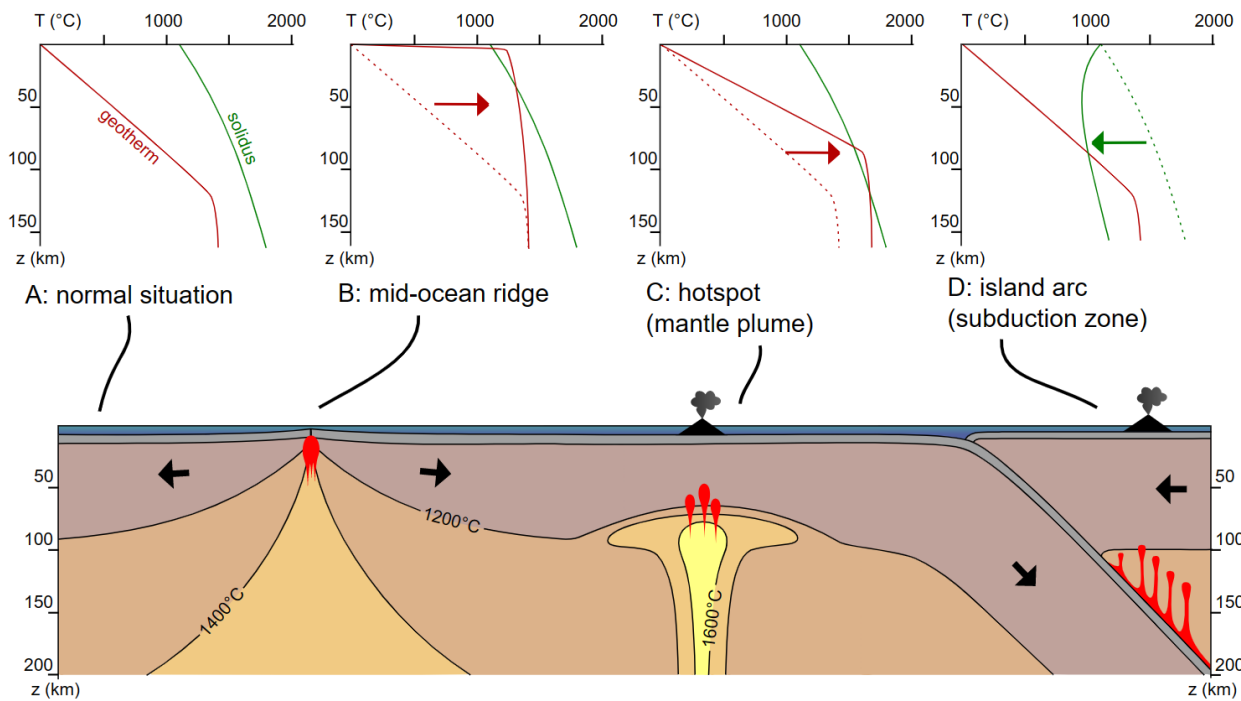 T (°C) 1000 2000
50
100
150
z (km)
geotherm
solidus
A: normal situation
T (°C) 1000 2000
50
100
150
z (km)
B: mid-ocean ridge
T (°C) 1000 2000
50
100
150
z (km)
C: hotspot
(mantle plume)
T (°C) 1000 2000
50
100
150
z (km)
D: island arc
(subduction zone)
50
100
150
200
z (km)
1200°C
1400°C
1600°C
50
100
150
200
z (km)